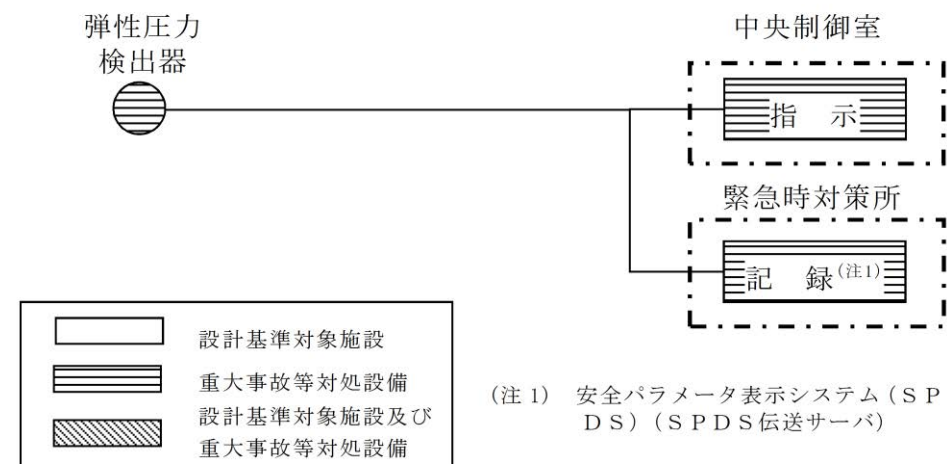 弾性圧力
検出器
中央制御室
指　示
緊急時対策所
記　録(注1)
設計基準対象施設
重大事故等対処設備
設計基準対象施設及び
重大事故等対処設備
(注1)　安全パラメータ表示システム(ＳＰ
ＤＳ)(ＳＰＤＳ伝送サーバ)